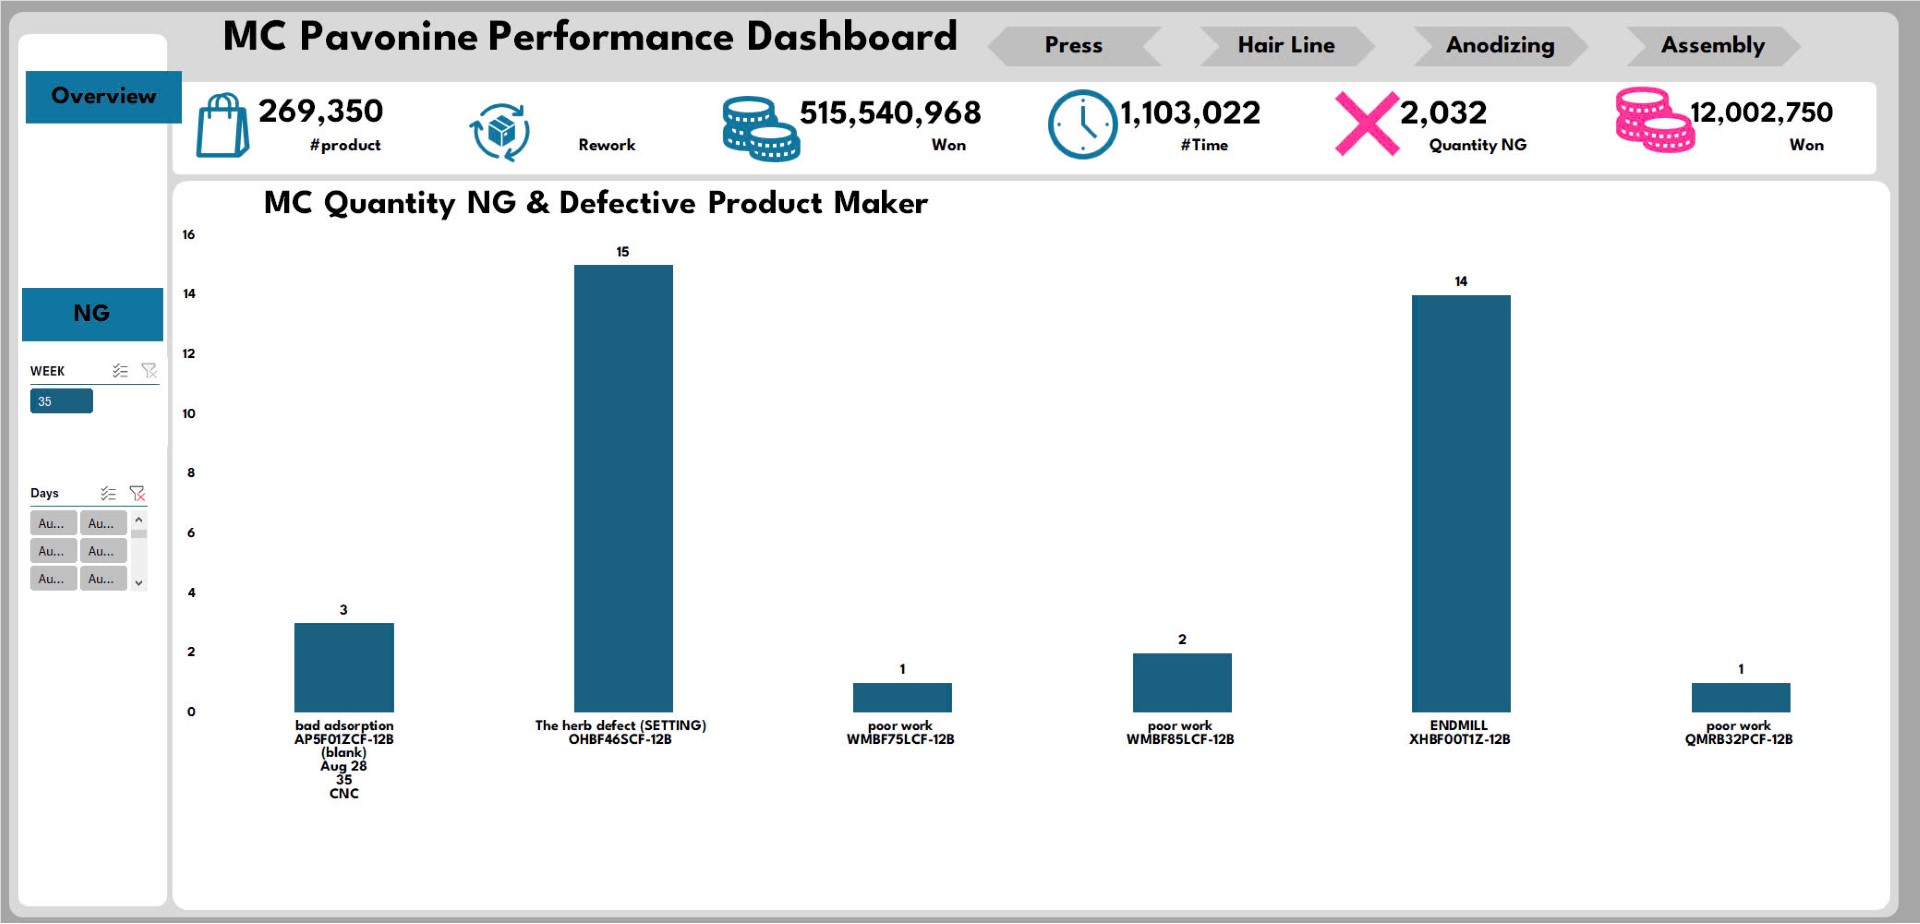 MC Pavonine Performance Dashboard
Press
Hair Line
Anodizing
Assembly
Overview
269,350
#product
Rework
515,540,968
Won
1,103,022
#Time
2,032
Quantity NG
12,002,750
Won
NG
WEEK
35
Days
Au... Au...
Au... Au...
Au... Au...
MC Quantity NG & Defective Product Maker
16
14
12
10
8
6
4
2
0
3
15
1
2
14
1
bad adsorption
AP5F01ZCF-12B
(blank)
Aug 28
35
CNC
The herb defect (SETTING)
OHBF46SCF-12B
poor work
WMBF75LCF-12B
poor work
WMBF85LCF-12B
ENDMILL
XHBF00T1Z-12B
poor work
QMRB32PCF-12B